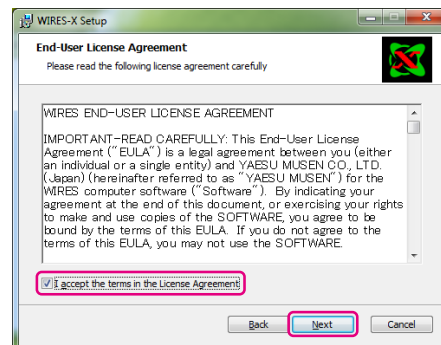 WIRES-X Setup
End-User License Agreement
Please read the following license agreement carefully
WIRES END-USER LICENSE AGREEMENT
IMPORTANT-READ CAREFULLY: This End-User License
Agreement ("EULA") is a legal agreement between you (either
an individual or a single entity) and YAESU MUSEN CO., LTD.
(Japan) (hereinafter referred to as "YAESU MUSEN") for the
WIRES computer software ("Software"). By indicating your
agreement at the end of this document, or exercising your rights
to make and use copies of the SOFTWARE, you agree to be
bound by the terms of this EULA. If you do not agree to the
terms of this EULA, you may not use the SOFTWARE.
I accept the terms in the License Agreement
Back Next Cancel